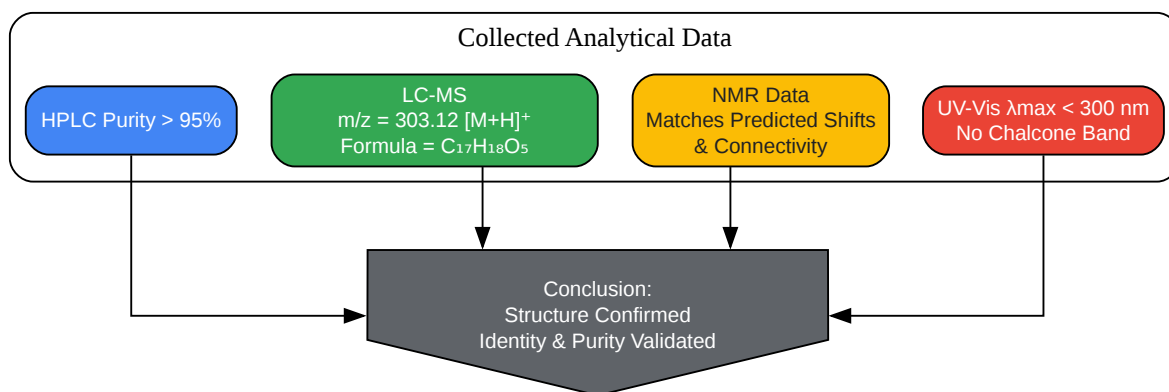 Collected Analytical Data
HPLC Purity > 95%
LC-MS
m/z = 303.12 [M+H]⁺
Formula = C₁₇H₁₈O₅
NMR Data
Matches Predicted Shifts
& Connectivity
UV-Vis λmax < 300 nm
No Chalcone Band
Conclusion:
Structure Confirmed
Identity & Purity Validated